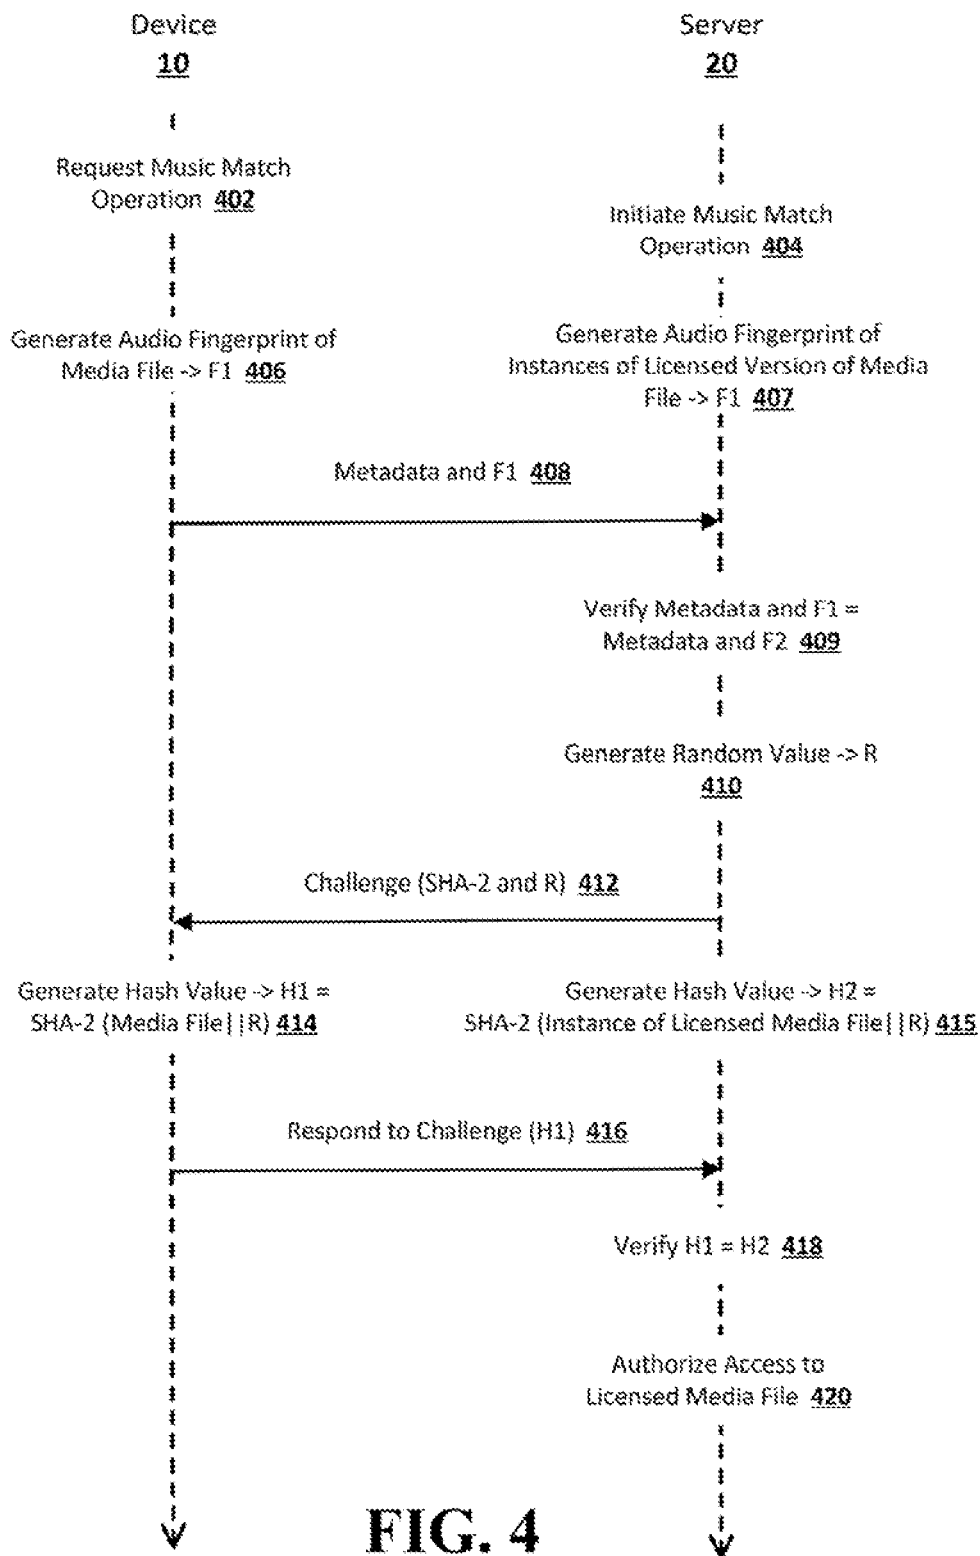 Device
10
Server
20
Request Music Match
Operation 402
Initiate Music Match
Operation 404
Generate Audio Fingerprint of
Media File -> F1 406
Generate Audio Fingerprint of
Instances of Licensed Version of Media
File -> F1 407
Metadata and F1 408
Verify Metadata and F1 =
Metadata and F2 409
Generate Random Value -> R
410
Challenge (SHA-2 and R) 412
Generate Hash Value -> H1 =
SHA-2 (Media File||R) 414
Generate Hash Value -> H2 =
SHA-2 (Instance of Licensed Media File||R) 415
Respond to Challenge (H1) 416
Verify H1 = H2 418
Authorize Access to
Licensed Media File 420
FIG. 4